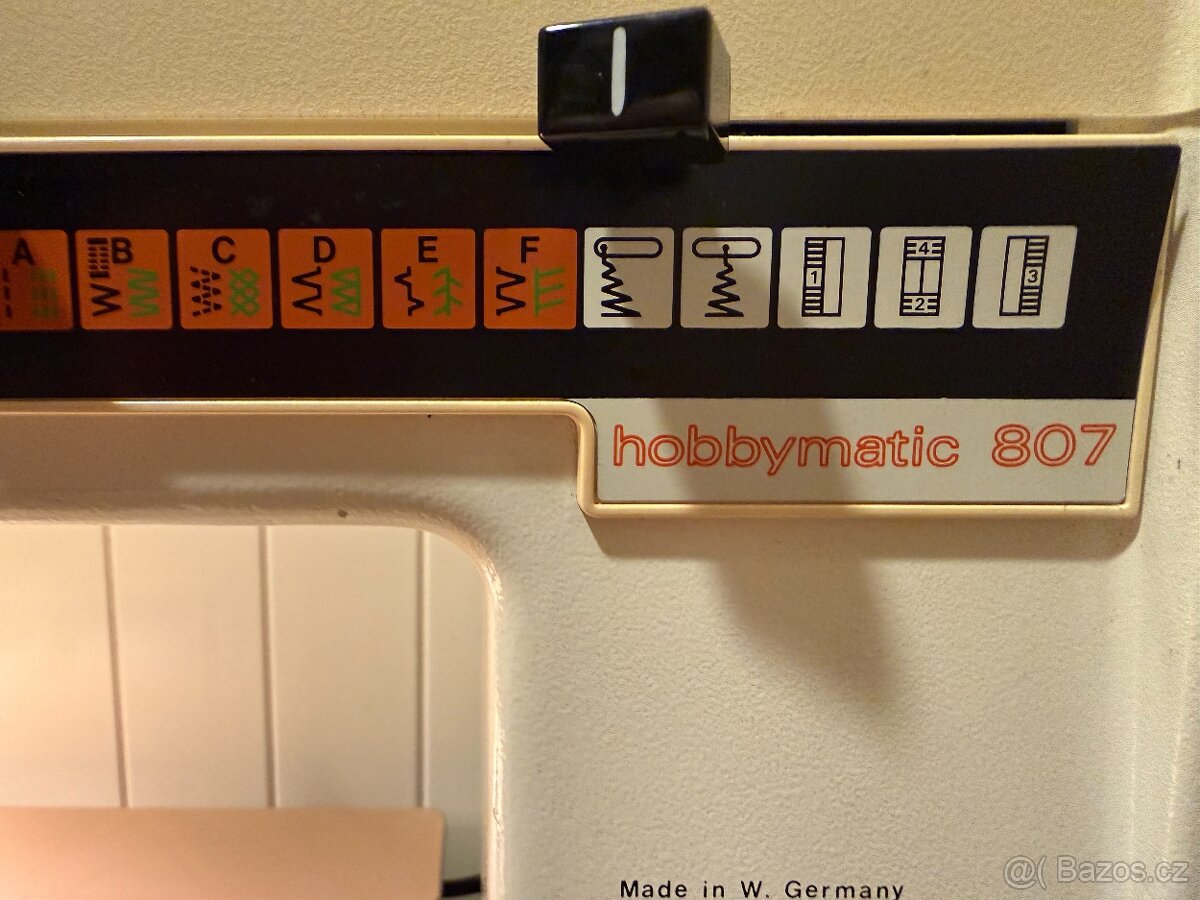 A B C D E F
1 4 2 3
hobbymatic 807
Made in W. Germany
@( Bazos.cz